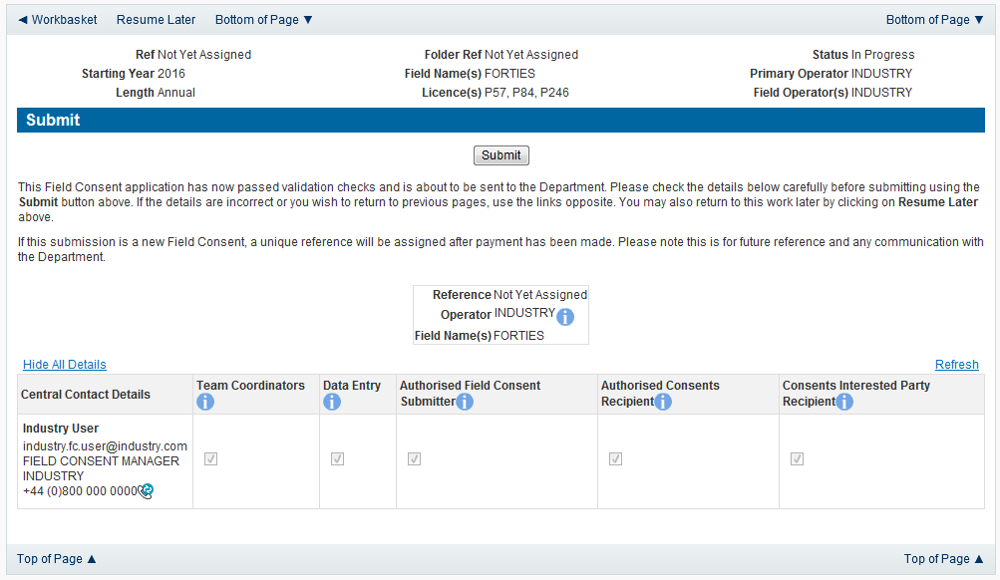 ◄ Workbasket Resume Later Bottom of Page ▼ Bottom of Page ▼
Ref Not Yet Assigned Folder Ref Not Yet Assigned Status In Progress
Starting Year 2016 Field Name(s) FORTIES Primary Operator INDUSTRY
Length Annual Licence(s) P57, P84, P246 Field Operator(s) INDUSTRY
Submit
Submit
This Field Consent application has now passed validation checks and is about to be sent to the Department. Please check the details below carefully before submitting using the
Submit button above. If the details are incorrect or you wish to return to previous pages, use the links opposite. You may also return to this work later by clicking on Resume Later
above.
If this submission is a new Field Consent, a unique reference will be assigned after payment has been made. Please note this is for future reference and any communication with
the Department.
Reference Not Yet Assigned
Operator INDUSTRY
Field Name(s) FORTIES
Hide All Details Refresh
Central Contact Details
Team Coordinators
Data Entry
Authorised Field Consent
Submitter
Authorised Consents
Recipient
Consents Interested Party
Recipient
Industry User
industry.fc.user@industry.com
FIELD CONSENT MANAGER
INDUSTRY
+44 (0)800 000 0000
Top of Page ▲ Top of Page ▲